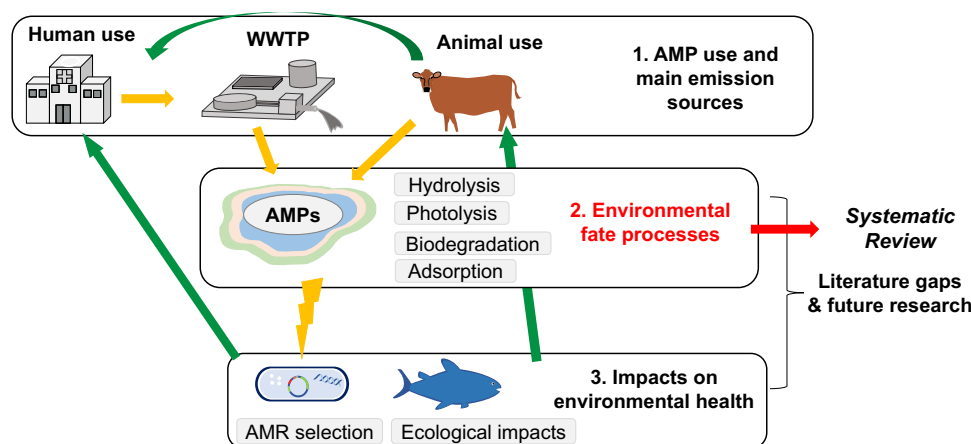 Human use
WWTP
Animal use
1. AMP use and
main emission
sources
AMPs
Hydrolysis
Photolysis
Biodegradation
Adsorption
2. Environmental
fate processes
Systematic
Review
Literature gaps
& future research
3. Impacts on
environmental health
AMR selection
Ecological impacts